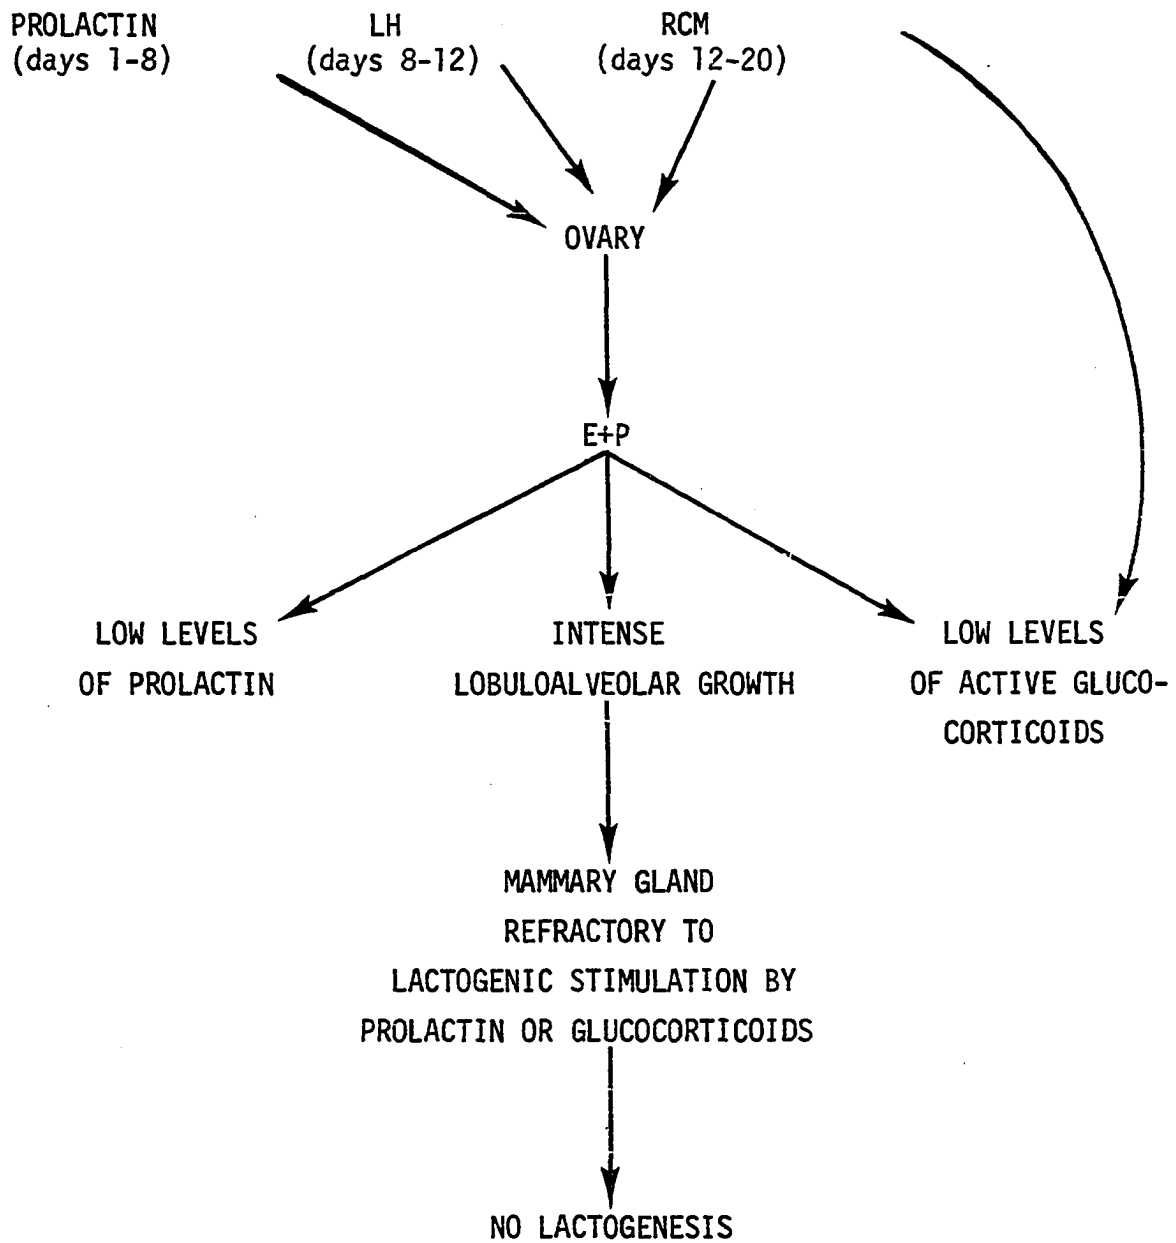 PROLACTIN LH RCM
(days 1-8) (days 8-12) (days 12-20)
OVARY
E+P
LOW LEVELS INTENSE LOW LEVELS
OF PROLACTIN LOBULOALVEOLAR GROWTH OF ACTIVE GLUCO-
CORTICOIDS
MAMMARY GLAND
REFRACTORY TO
LACTOGENIC STIMULATION BY
PROLACTIN OR GLUCOCORTICOIDS
NO LACTOGENESIS